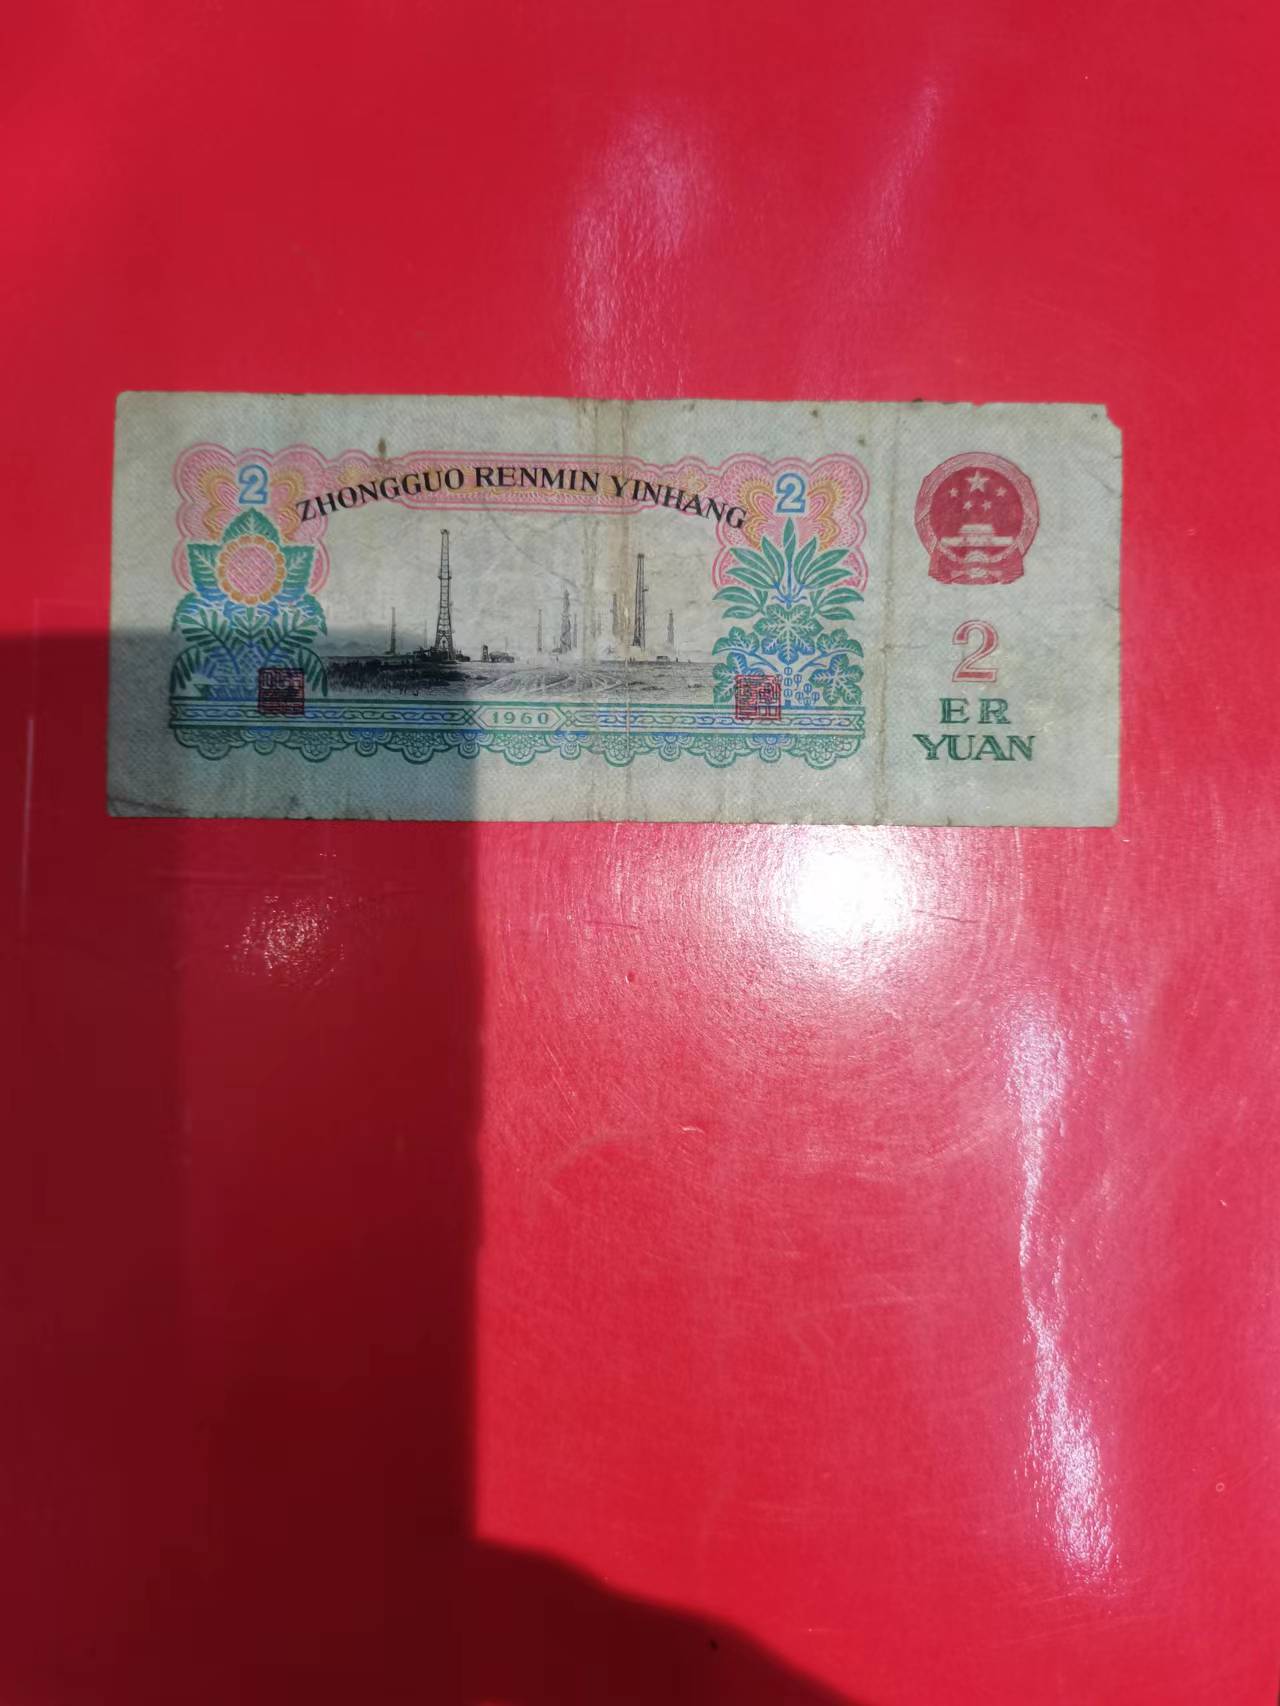 2
ZHONGGUO RENMIN YINHANG
2
1960
2
ER
YUAN